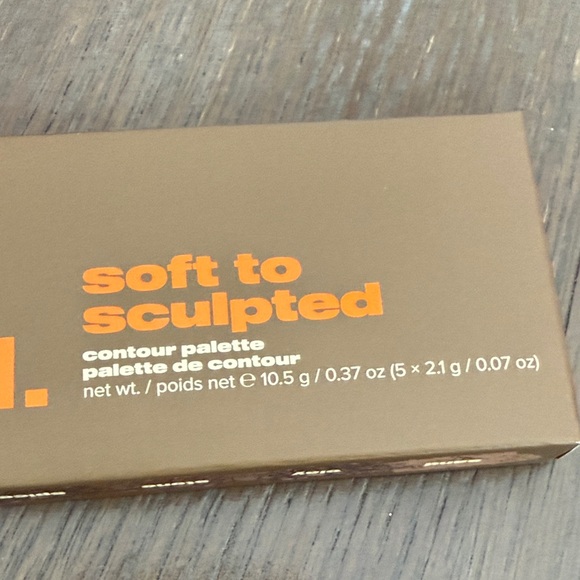 soft to
sculpted
contour palette
palette de contour
net wt. / poids net ℮ 10.5 g / 0.37 oz (5 × 2.1 g / 0.07 oz)